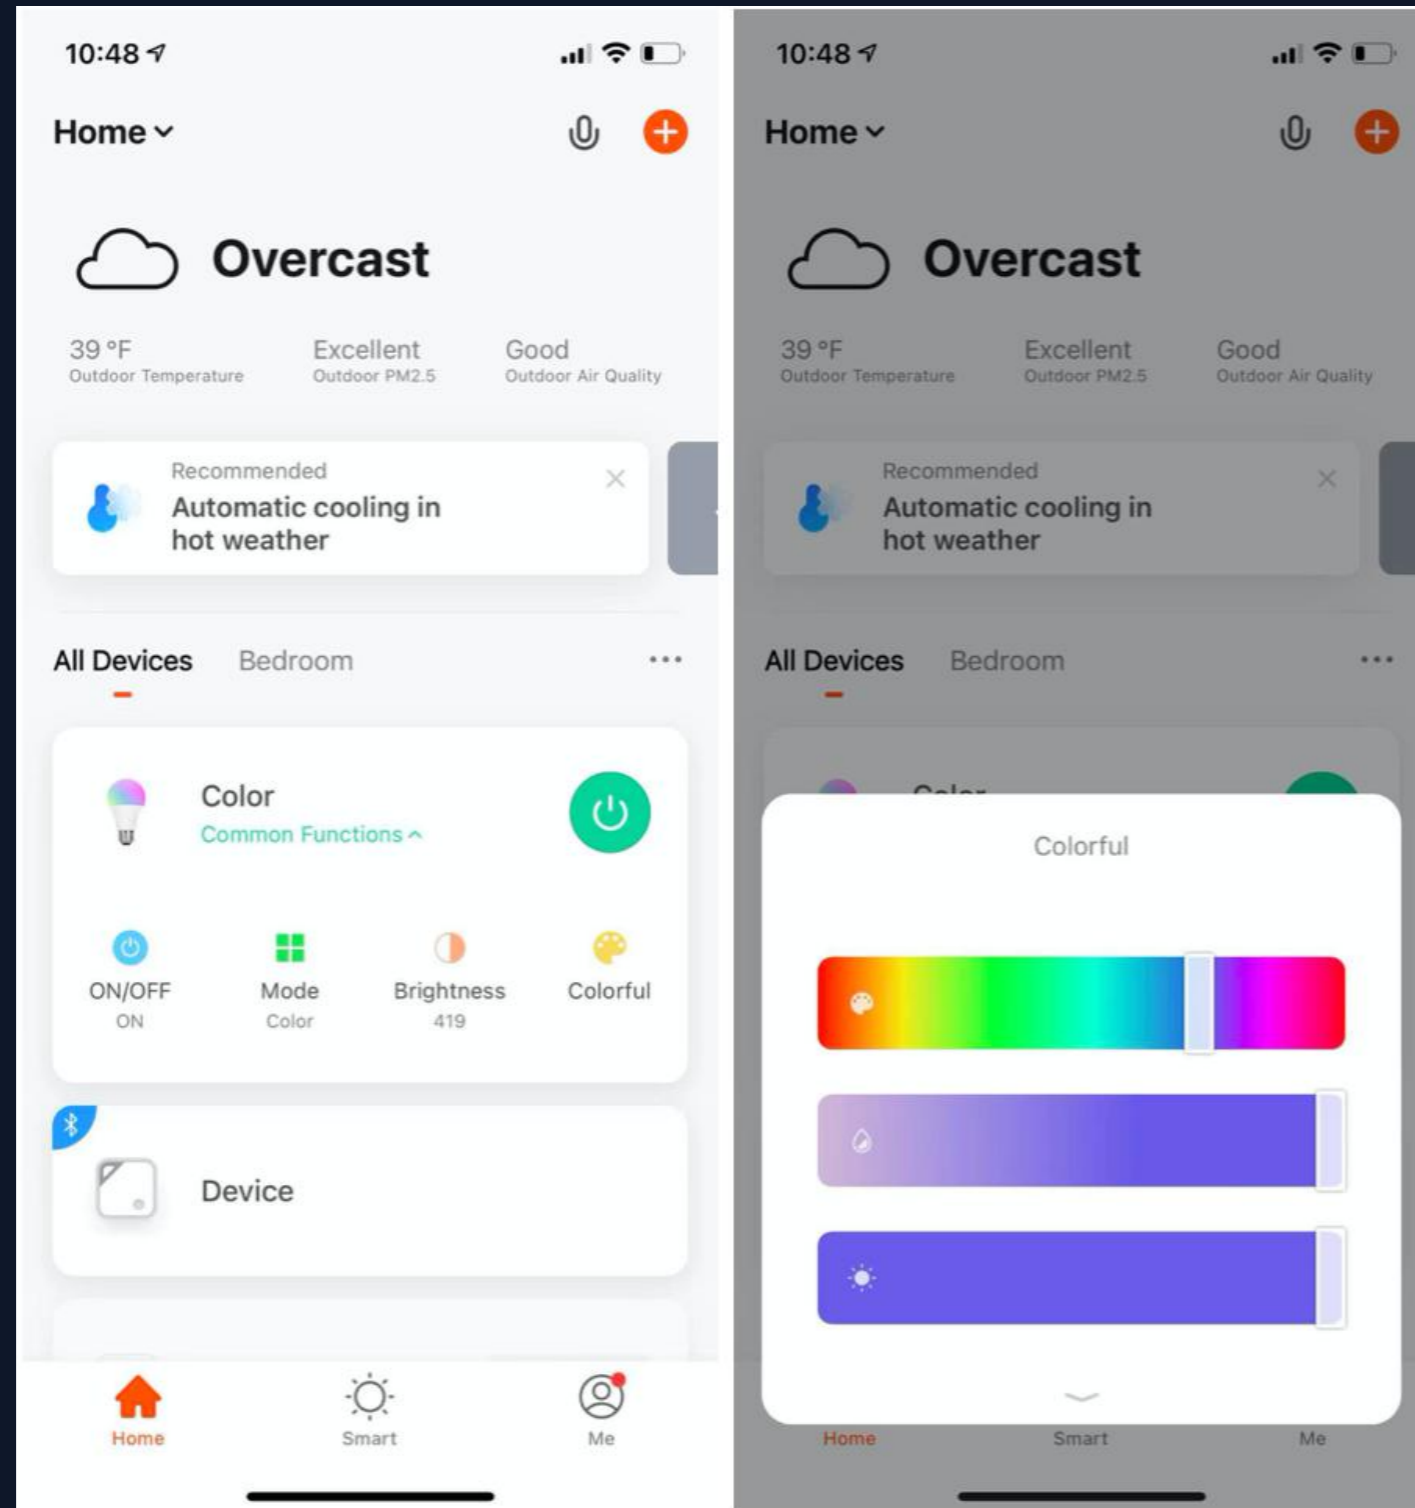 10:48
Home
Overcast
39 °F Excellent Good
Outdoor Temperature Outdoor PM2.5 Outdoor Air Quality
Recommended
Automatic cooling in
hot weather
All Devices Bedroom
Color
Common Functions
ON/OFF Mode Brightness Colorful
ON Color 419
Device
Home Smart Me
10:48
Home
Overcast
39 °F Excellent Good
Outdoor Temperature Outdoor PM2.5 Outdoor Air Quality
Recommended
Automatic cooling in
hot weather
All Devices Bedroom
Color
Colorful
Home Smart Me